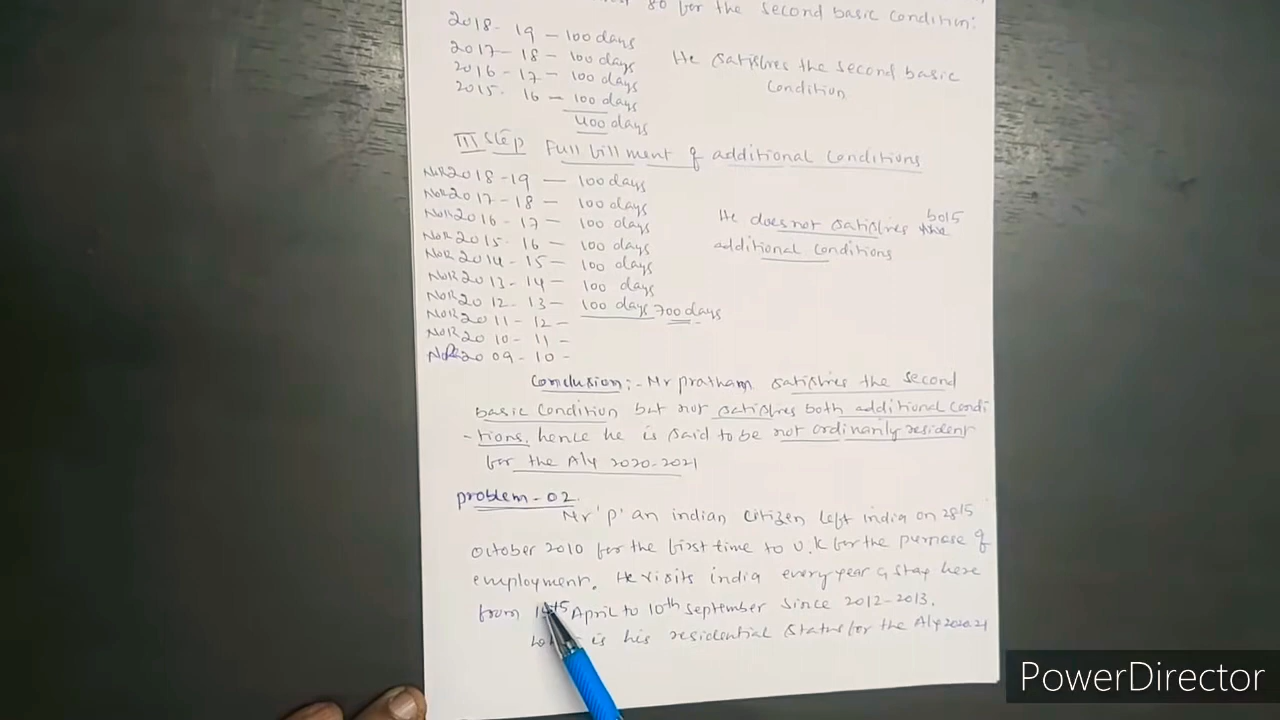 80 for the second basic condition:
2018-19 - 100 days
2017-18 - 100 days
2016-17 - 100 days
2015-16 - 100 days
400 days
He satisfies the second basic
condition
III Step Fullfillment of additional conditions
NOR 2018-19 - 100 days
NOR 2017-18 - 100 days
NOR 2016-17 - 100 days
NOR 2015-16 - 100 days
NOR 2014-15 - 100 days
NOR 2013-14 - 100 days
NOR 2012-13 - 100 days 700 days
NOR 2011-12 -
NOR 2010-11 -
NOR 2009-10 -
He does not satisfies both
the
additional conditions
Conclusion:- Mr pratham satisfies the second
basic condition but not satisfies both additional condi
-tions. hence he is said to be not ordinarily resident
for the A/y 2020-2021
problem-02.
Mr 'p' an indian citizen left india on 28th
October 2010 for the first time to U.K for the purpose of
employment. He visits india every year & stay here
from April to 10th September since 2012-2013.
is his residential status for the A/y 2020.21
PowerDirector